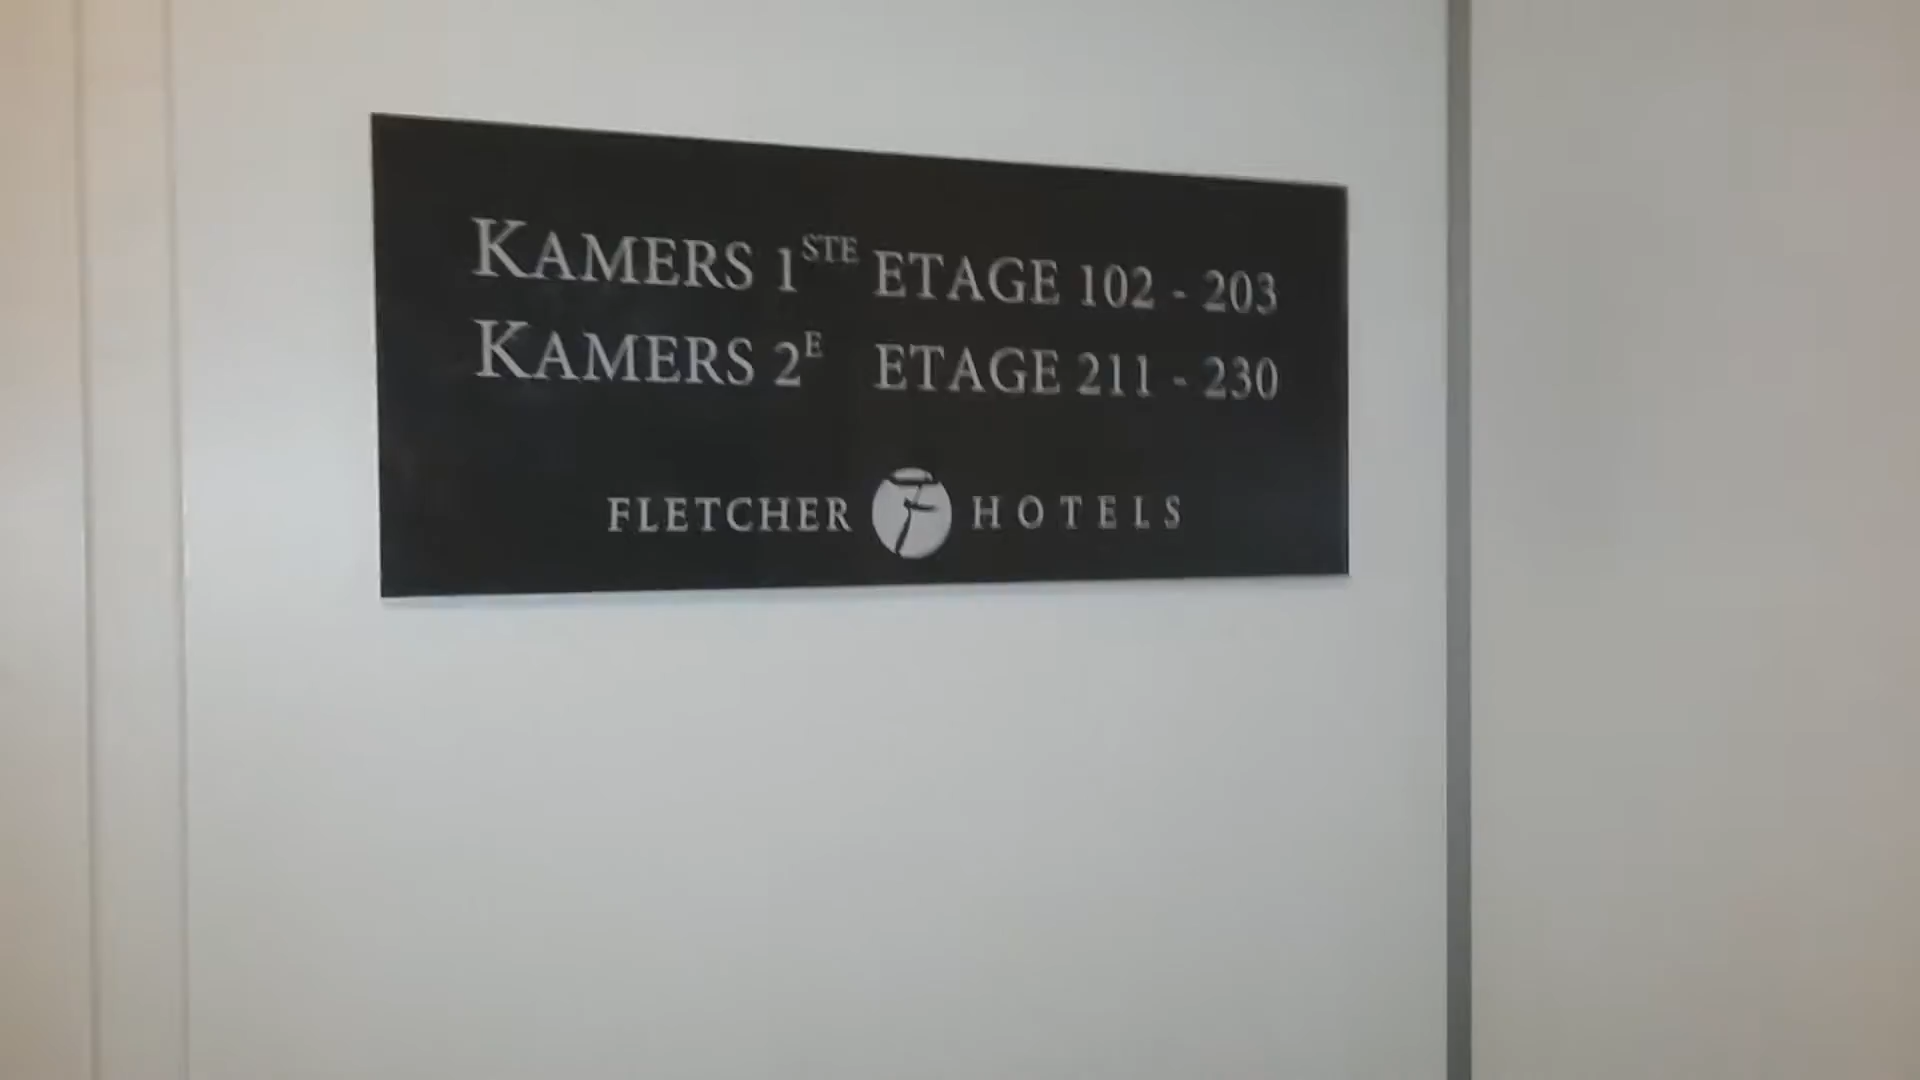 KAMERS 1STE ETAGE 102 - 203
KAMERS 2E ETAGE 211 - 230
FLETCHER F HOTELS